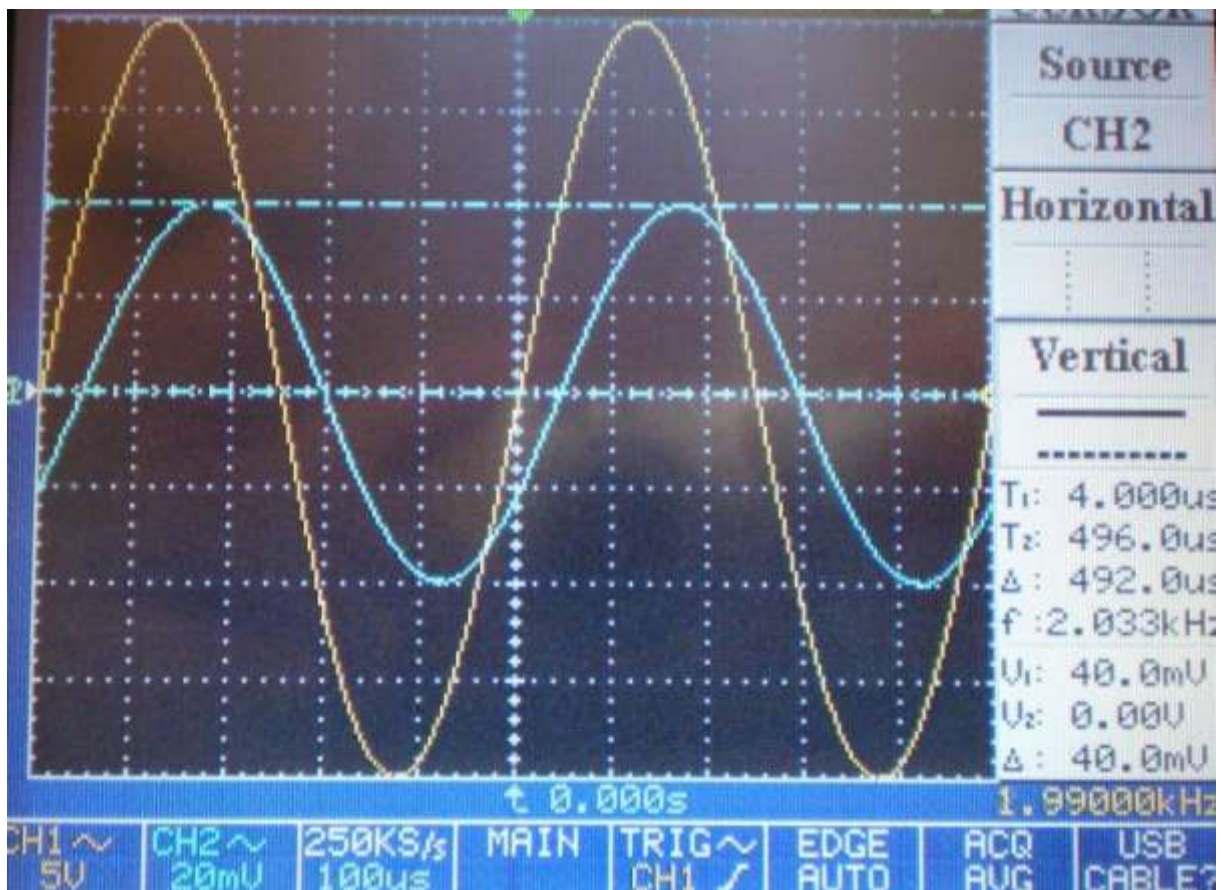 CURSOR
Source
CH2
Horizontal
Vertical
T1: 4.000us
T2: 496.0us
Δ: 492.0us
f :2.033kHz
V1: 40.0mV
V2: 0.00V
Δ: 40.0mV
0.000s
1.99000kHz
CH1 CH2 250KS/s MAIN TRIG EDGE ACQ USB
5V 20mV 100us CH1 AUTO AVG CABLE?